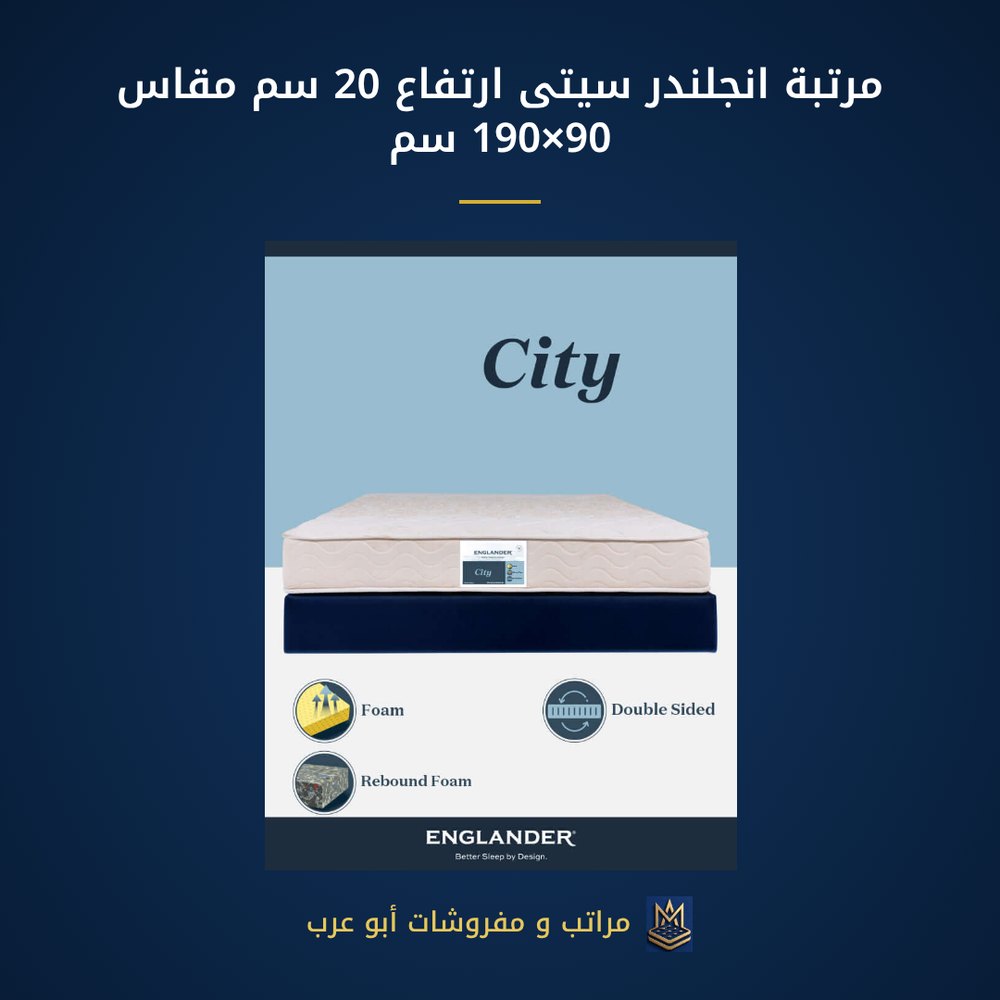 مرتبة انجلندر سيتى ارتفاع 20 سم مقاس
90×190 سم
City
ENGLANDER
City
Foam
Double Sided
Rebound Foam
ENGLANDER®
Better Sleep by Design.
مراتب و مفروشات أبو عرب